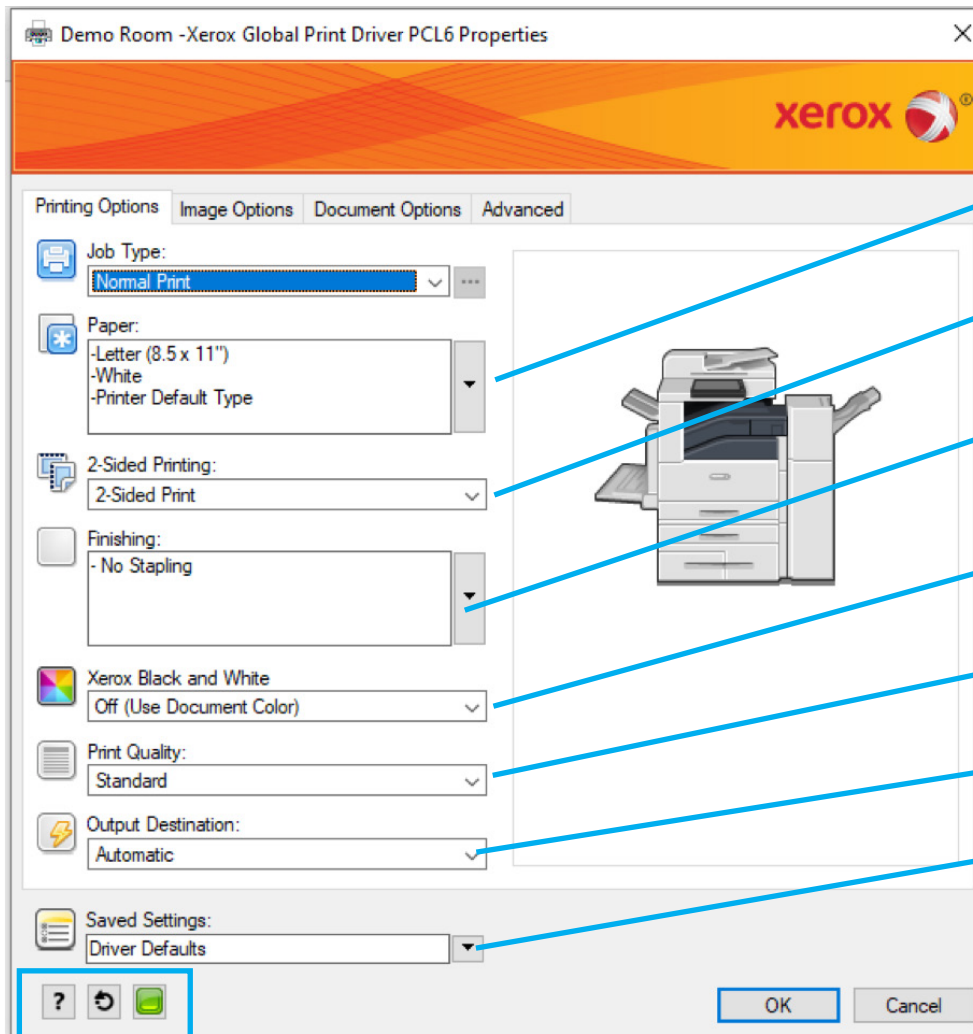 Demo Room -Xerox Global Print Driver PCL6 Properties
xerox ®
Printing Options Image Options Document Options Advanced
Job Type:
Normal Print
Paper:
-Letter (8.5 x 11")
-White
-Printer Default Type
2-Sided Printing:
2-Sided Print
Finishing:
- No Stapling
Xerox Black and White
Off (Use Document Color)
Print Quality:
Standard
Output Destination:
Automatic
Saved Settings:
Driver Defaults
? OK Cancel